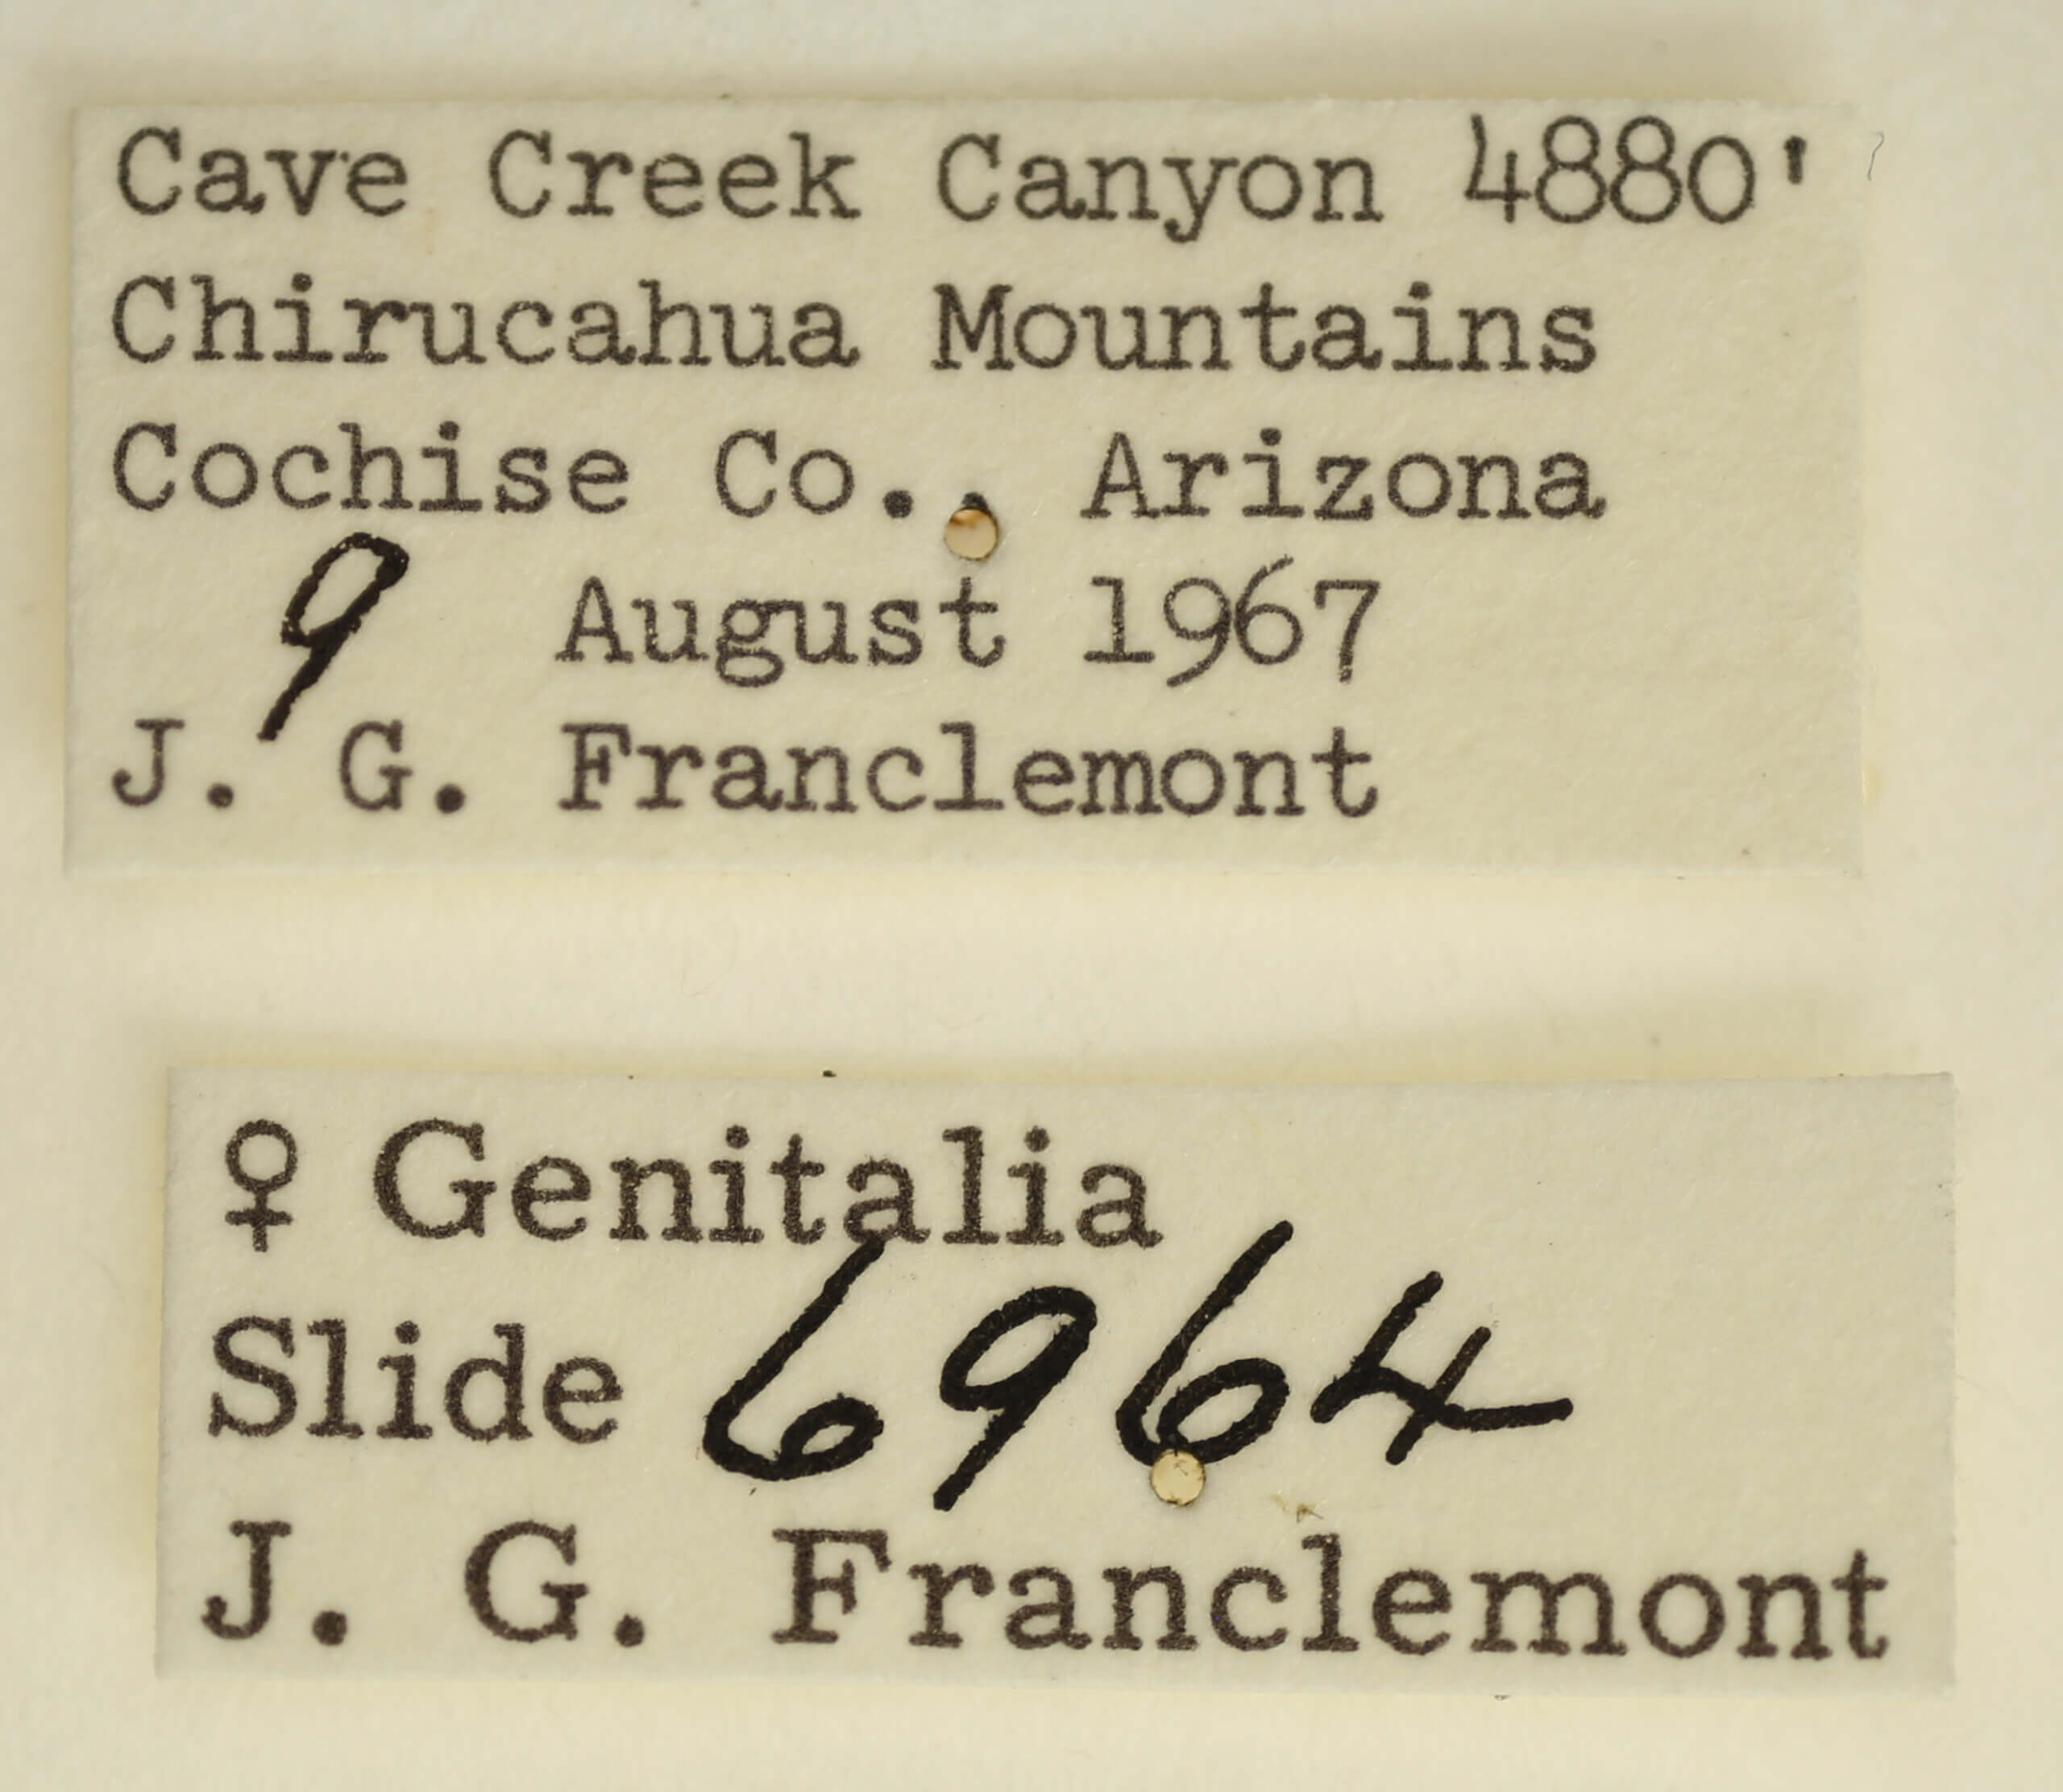 Cave Creek Canyon 4880'
Chirucahua Mountains
Cochise Co., Arizona
9 August 1967
J. G. Franclemont
♀ Genitalia
Slide 6964
J. G. Franclemont